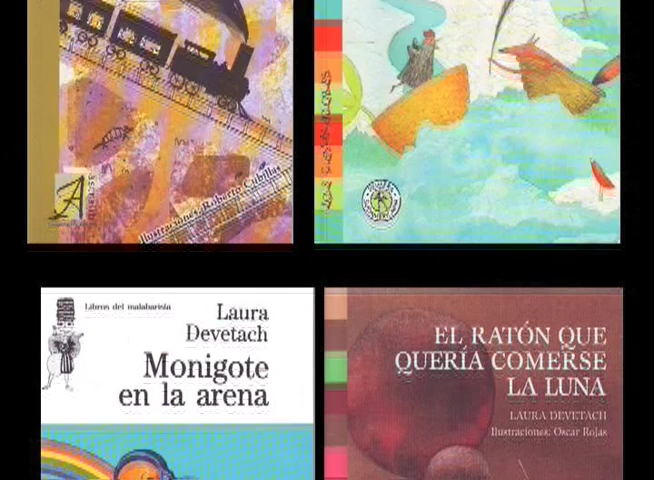 Ilustraciones: Roberto Cubillas
A
Libros del malabarista
Laura
Devetach
Monigote
en la arena
EL RATÓN QUE
QUERÍA COMERSE
LA LUNA
LAURA DEVETACH
Ilustraciones: Oscar Rojas